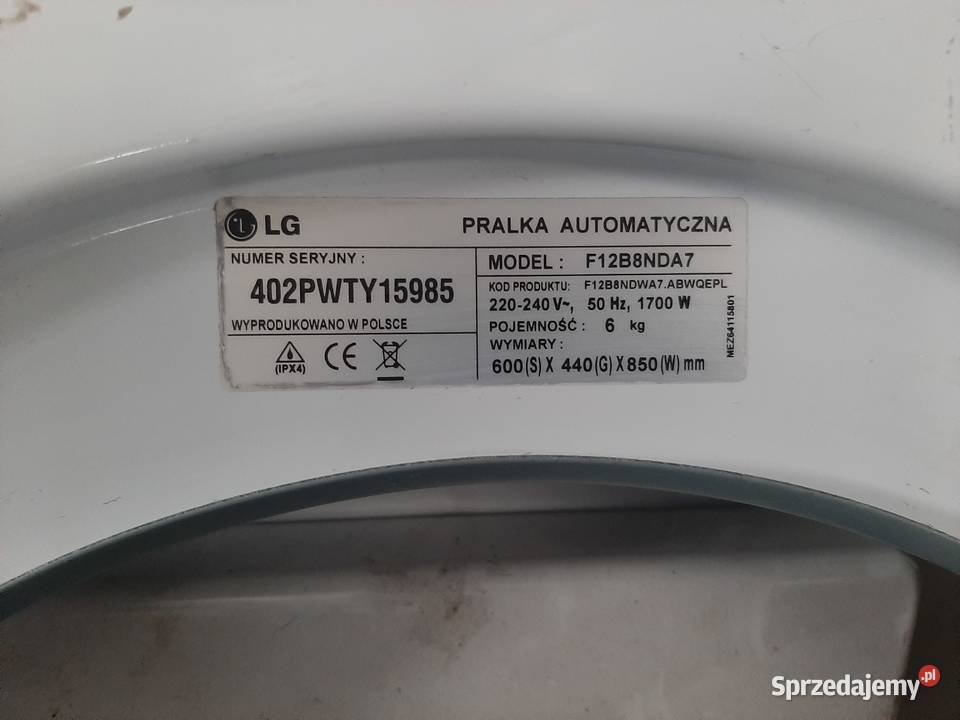 LG PRALKA AUTOMATYCZNA
NUMER SERYJNY :
402PWTY15985
WYPRODUKOWANO W POLSCE
(IPX4)
CE
MODEL : F12B8NDA7
KOD PRODUKTU: F12B8NDWA7.ABWQEPL
220-240 V~, 50 Hz, 1700 W
POJEMNOŚĆ : 6 kg
WYMIARY :
600(S) X 440(G) X 850(W) mm
MEZ64115801
Sprzedajemy.pl